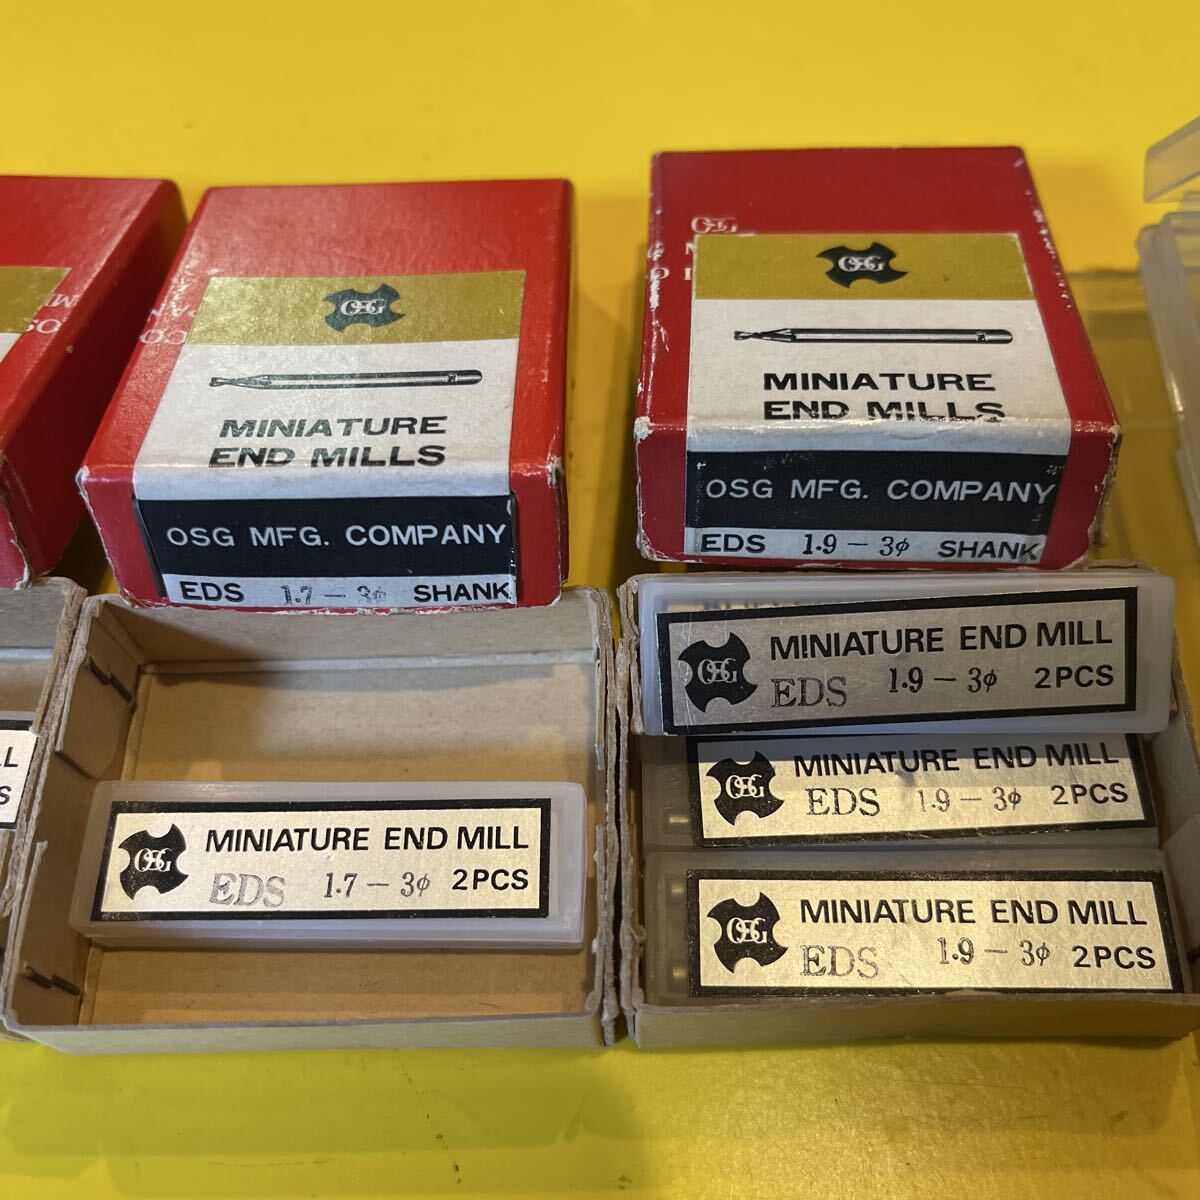 OSG
MINIATURE
END MILLS
OSG MFG. COMPANY
EDS 1.7 - 3φ SHANK
OSG
OSG
MINIATURE
END MILLS
OSG MFG. COMPANY
EDS 1.9 - 3φ SHANK
OSG
MINIATURE END MILL
EDS 1.7 - 3φ 2PCS
OSG
MINIATURE END MILL
EDS 1.9 - 3φ 2PCS
OSG
MINIATURE END MILL
EDS 1.9 - 3φ 2PCS
OSG
MINIATURE END MILL
EDS 1.9 - 3φ 2PCS